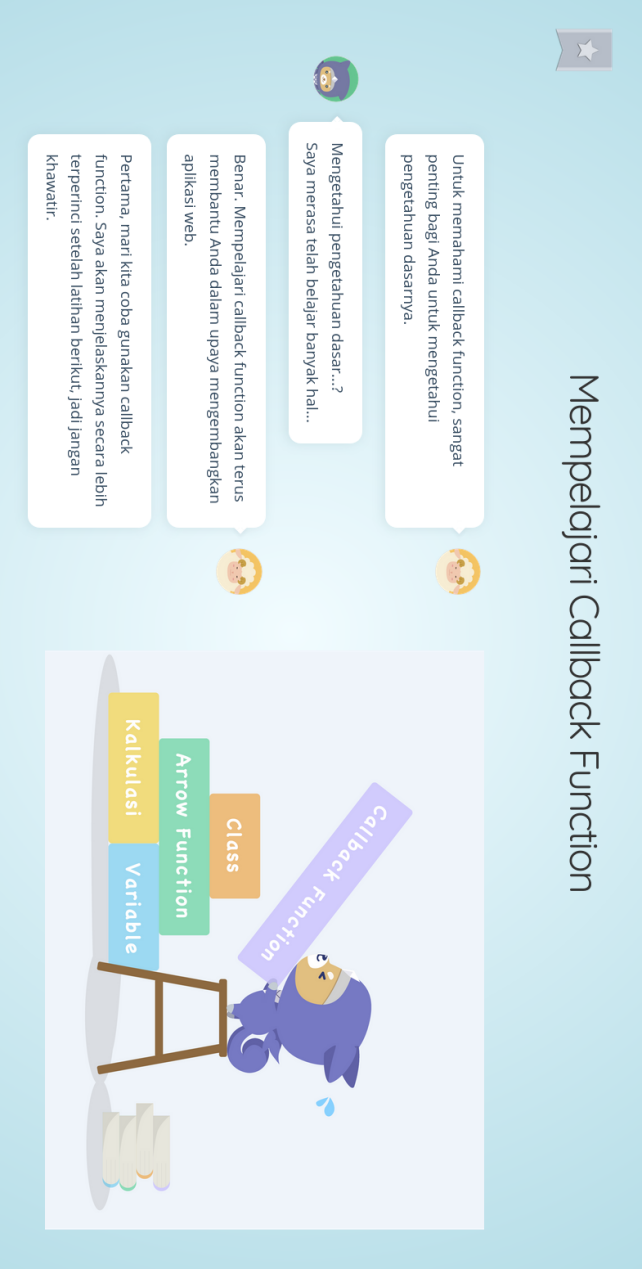 Mempelajari Callback Function
Untuk memahami callback function, sangat
penting bagi Anda untuk mengetahui
pengetahuan dasarnya.
Mengetahui pengetahuan dasar...?
Saya merasa telah belajar banyak hal...
Benar. Mempelajari callback function akan terus
membantu Anda dalam upaya mengembangkan
aplikasi web.
Pertama, mari kita coba gunakan callback
function. Saya akan menjelaskannya secara lebih
terperinci setelah latihan berikut, jadi jangan
khawatir.
Callback Function
Class
Arrow Function
Kalkulasi
Variable